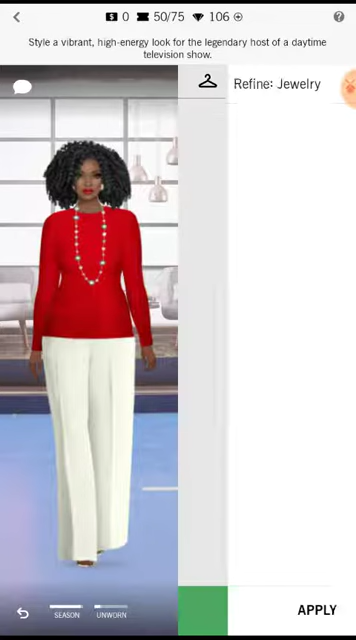 $ 0 50/75 106
?
Style a vibrant, high-energy look for the legendary host of a daytime
television show.
Refine: Jewelry
SEASON UNWORN
APPLY